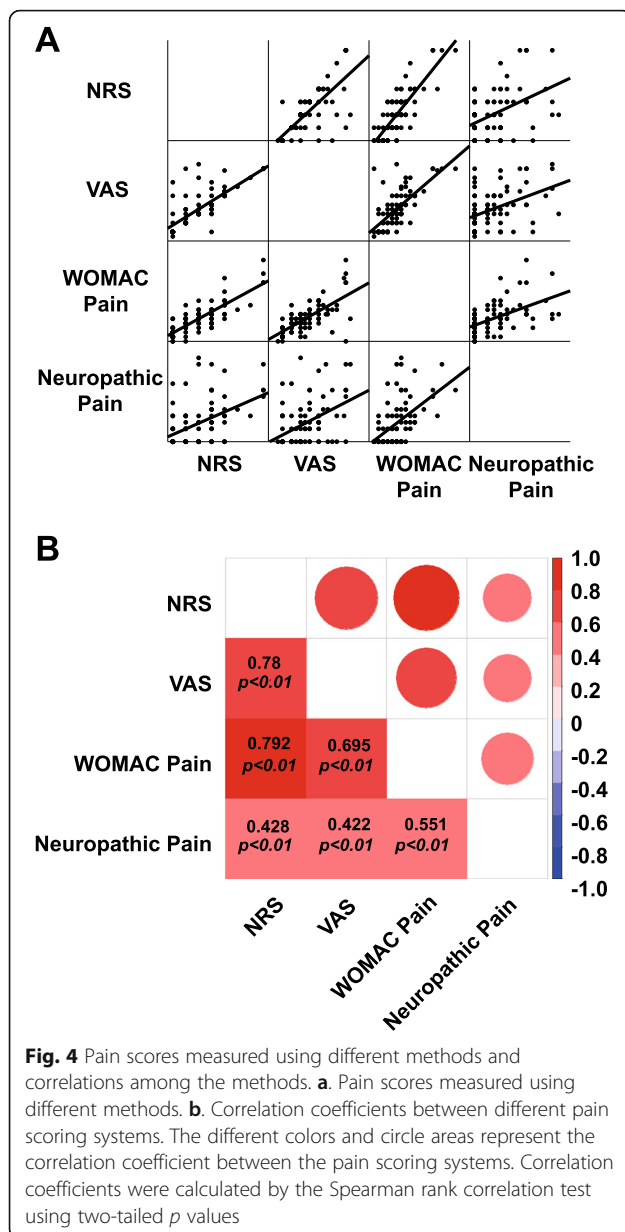 A
NRS
VAS
WOMAC
Pain
Neuropathic
Pain
NRS VAS WOMAC Neuropathic
Pain Pain
B
NRS
VAS
WOMAC Pain
Neuropathic Pain
0.78
p<0.01
0.792 0.695
p<0.01 p<0.01
0.428 0.422 0.551
p<0.01 p<0.01 p<0.01
1.0
0.8
0.6
0.4
0.2
0
-0.2
-0.4
-0.6
-0.8
-1.0
NRS
VAS
WOMAC Pain
Neuropathic Pain
Fig. 4 Pain scores measured using different methods and
correlations among the methods. a. Pain scores measured using
different methods. b. Correlation coefficients between different pain
scoring systems. The different colors and circle areas represent the
correlation coefficient between the pain scoring systems. Correlation
coefficients were calculated by the Spearman rank correlation test
using two-tailed p values